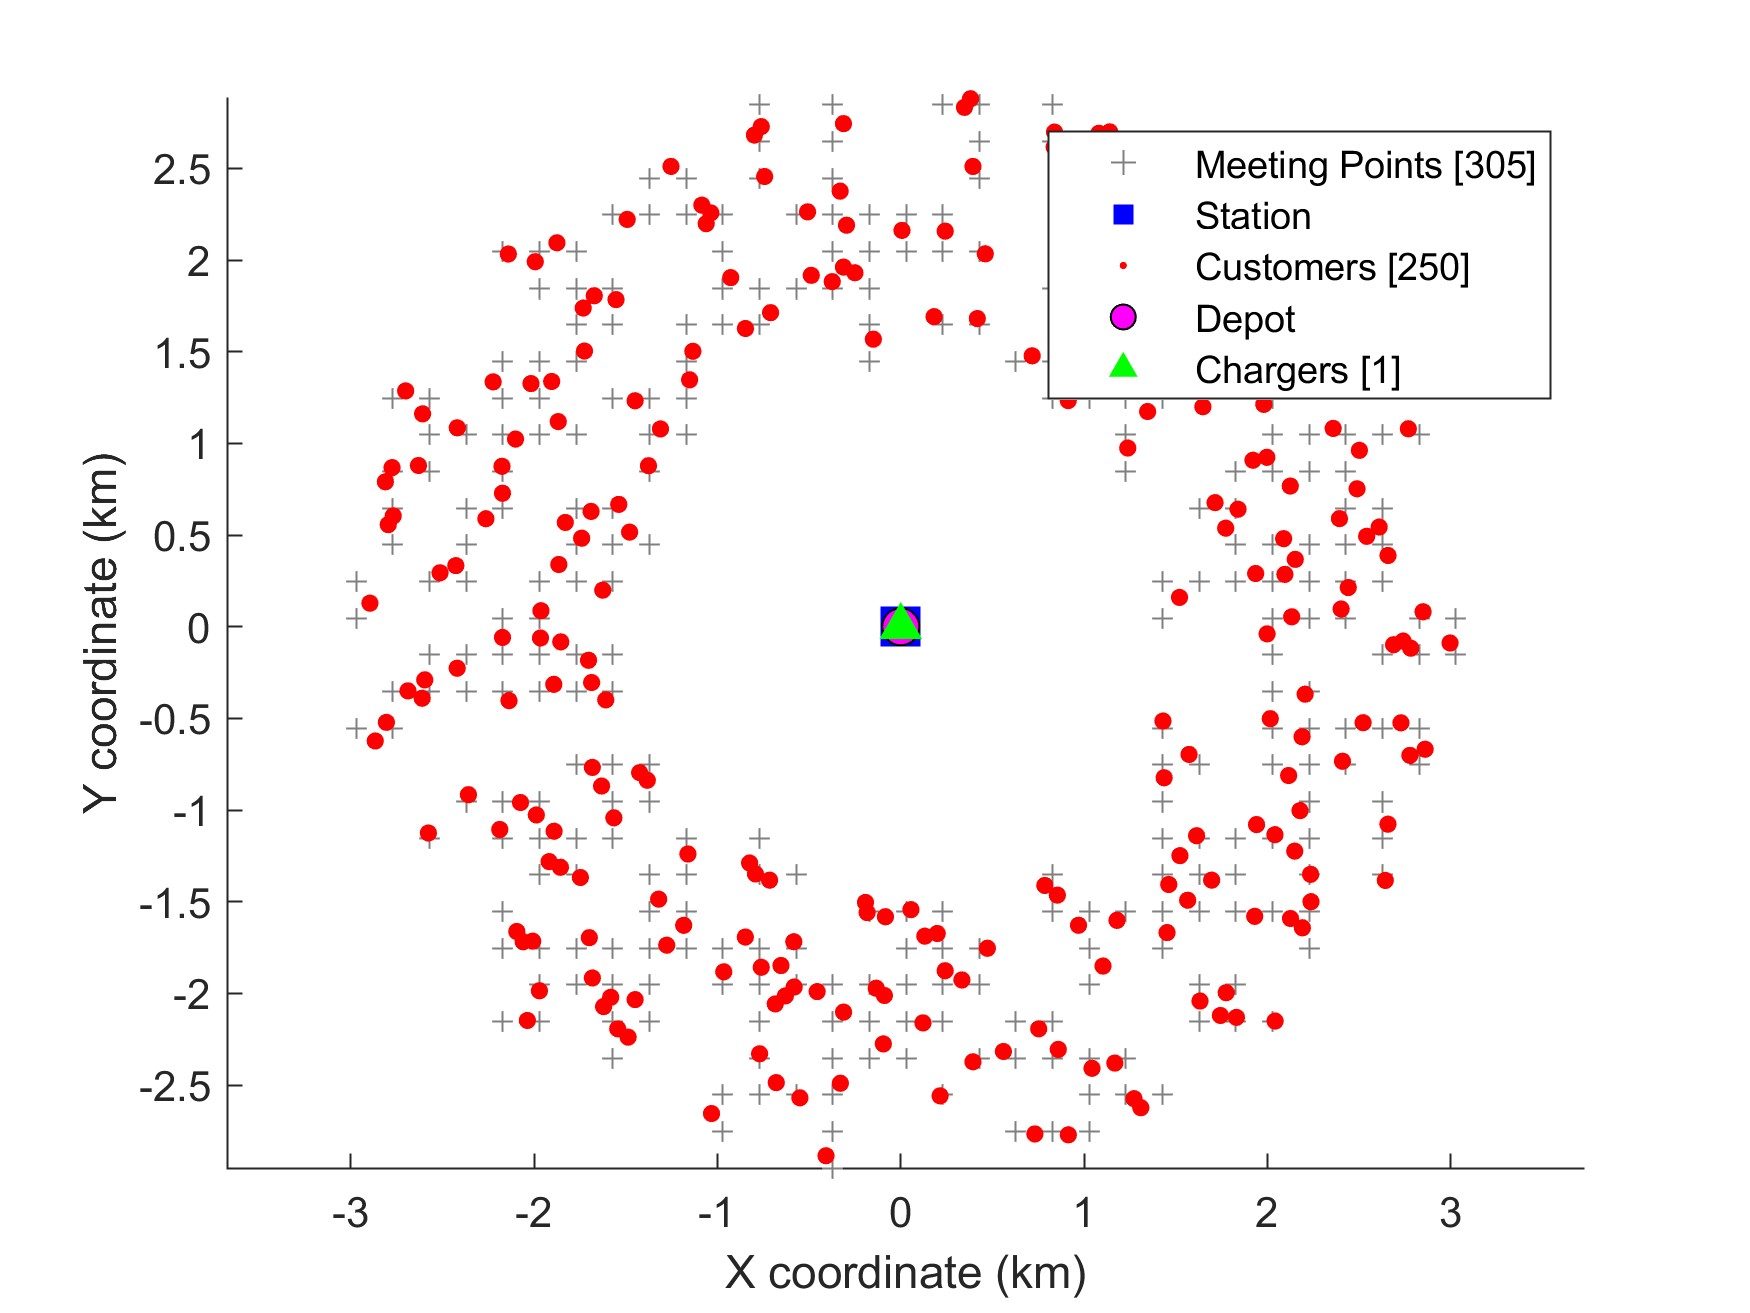 2.5
2
1.5
1
0.5
0
-0.5
-1
-1.5
-2
-2.5
Y coordinate (km)
Meeting Points [305]
Station
Customers [250]
Depot
Chargers [1]
-3 -2 -1 0 1 2 3
X coordinate (km)